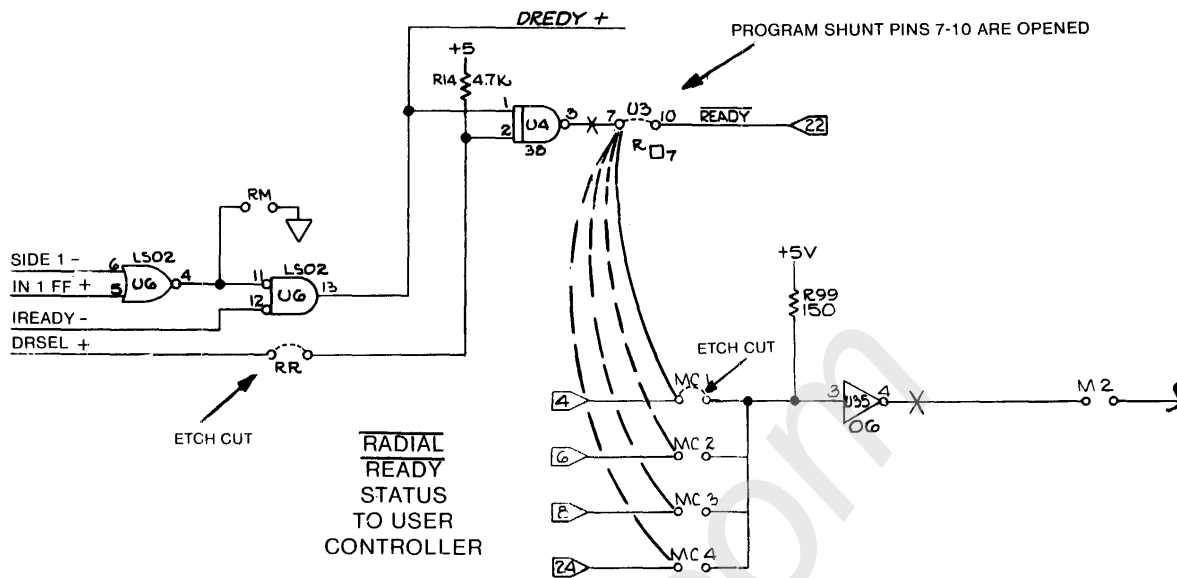 DREDY +
PROGRAM SHUNT PINS 7-10 ARE OPENED
+5
R14 4.7K
1
2
U4
38
3
7
U3
10
READY
22
R 7
RM
SIDE 1 -
6
LS02
U6
4
IN 1 FF +
5
11
LS02
U6
13
12
IREADY -
DRSEL +
RR
ETCH CUT
+5V
R99
150
ETCH CUT
4
MC 1
3
U35
4
06
M 2
6
MC 2
8
MC 3
24
MC 4
RADIAL
READY
STATUS
TO USER
CONTROLLER
com